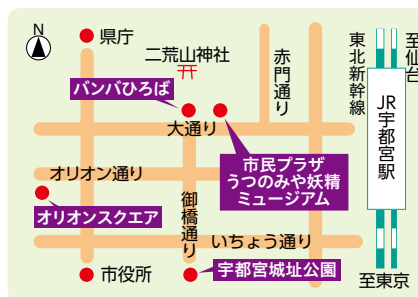 N
県庁
二荒山神社
バンバひろば
赤門通り
東北新幹線
至仙台
大通り
JR宇都宮駅
市民プラザ
うつのみや妖精
ミュージアム
オリオン通り
オリオンスクエア
御橋通り
いちょう通り
市役所
宇都宮城址公園
至東京